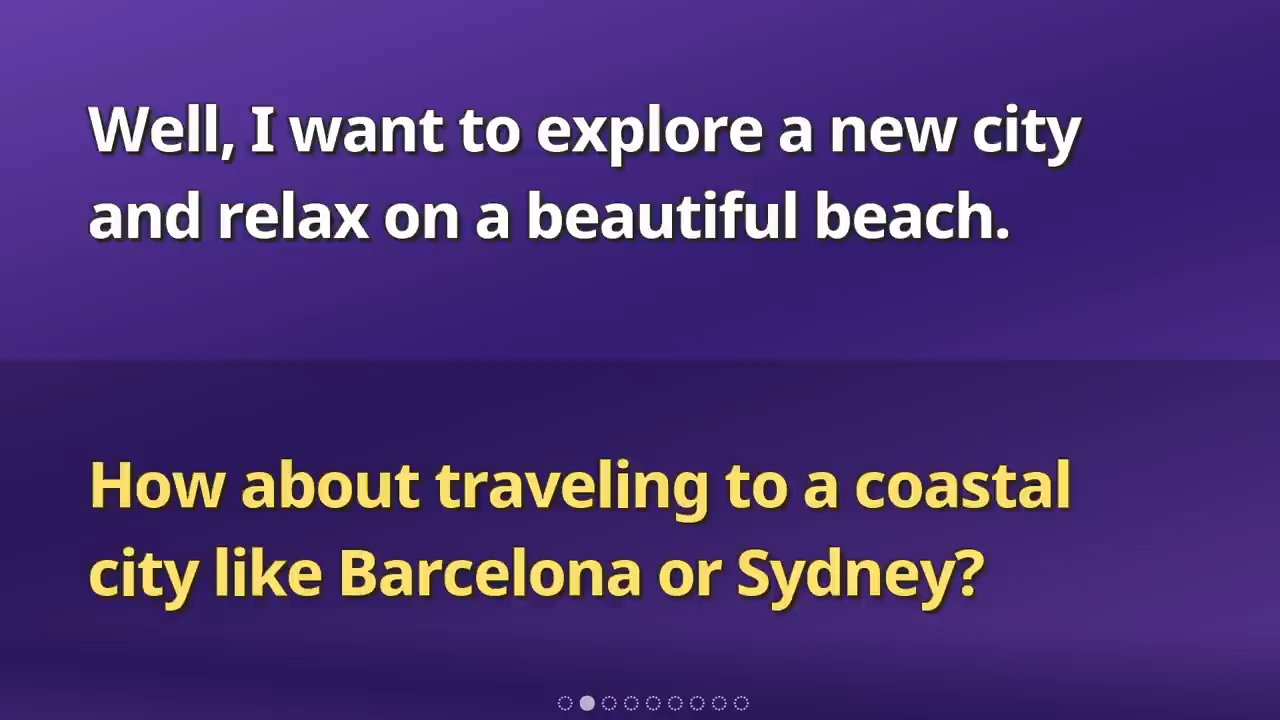 Well, I want to explore a new city
and relax on a beautiful beach.
How about traveling to a coastal
city like Barcelona or Sydney?